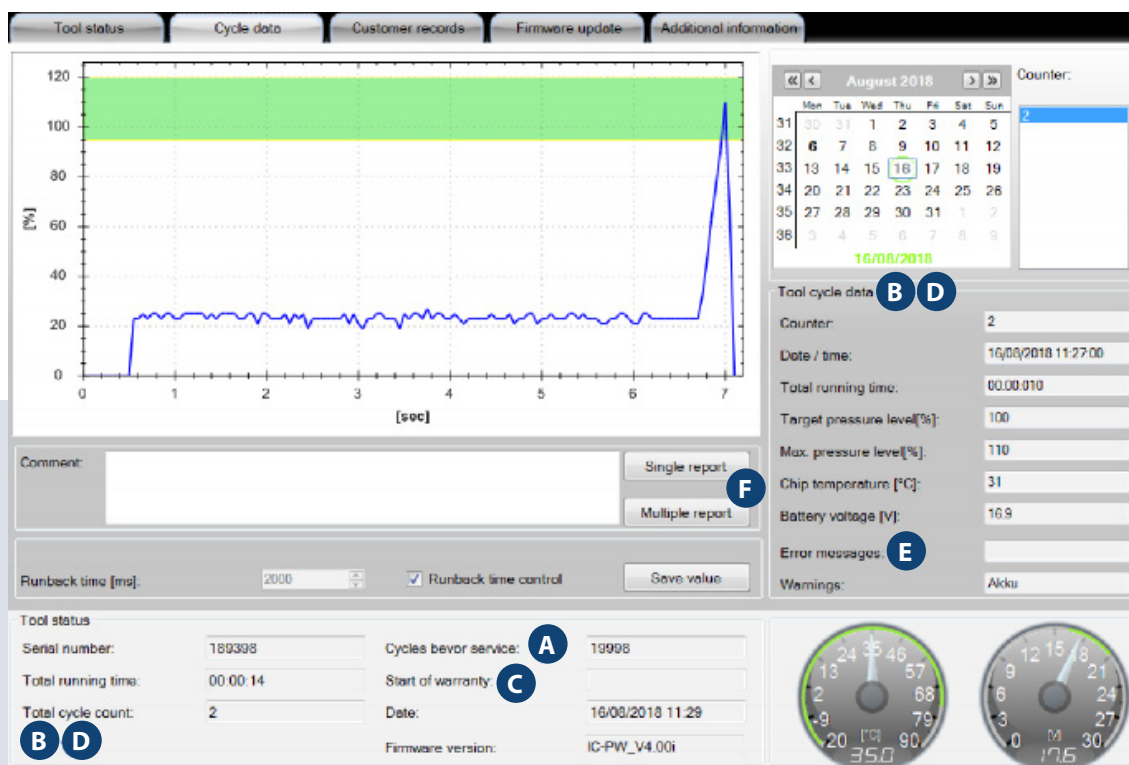 Tool status Cycle data Customer records Firmware update Additional information
120
100
80
60
40
20
0
[%]
0 1 2 3 4 5 6 7
[sec]
August 2018
Mon Tue Wed Thu Fri Sat Sun
31 30 31 1 2 3 4 5
32 6 7 8 9 10 11 12
33 13 14 15 16 17 18 19
34 20 21 22 23 24 25 26
35 27 28 29 30 31 1 2
36 3 4 5 6 7 8 9
16/08/2018
Counter:
2
Tool cycle data B D
Counter: 2
Date / time: 16/08/2018 11:27:00
Total running time: 00:00:010
Target pressure level[%]: 100
Max. pressure level[%]: 110
Chip temperature [°C]: 31
Battery voltage [V]: 16.9
Error messages: E
Warnings: Akku
Comment:
Single report
F
Multiple report
Runback time [ms]: 2000 Runback time control Save value
Tool status
Serial number: 189398 Cycles bevor service: A 19998
Total running time: 00:00:14 Start of warranty: C
Total cycle count: 2 Date: 16/08/2018 11:29
B D
Firmware version: IC-PW_V4.00i
-20 -9 2 13 24 35 46 57 68 79 90
[°C]
35.0
0 3 6 9 12 15 18 21 24 27 30
[V]
17.6